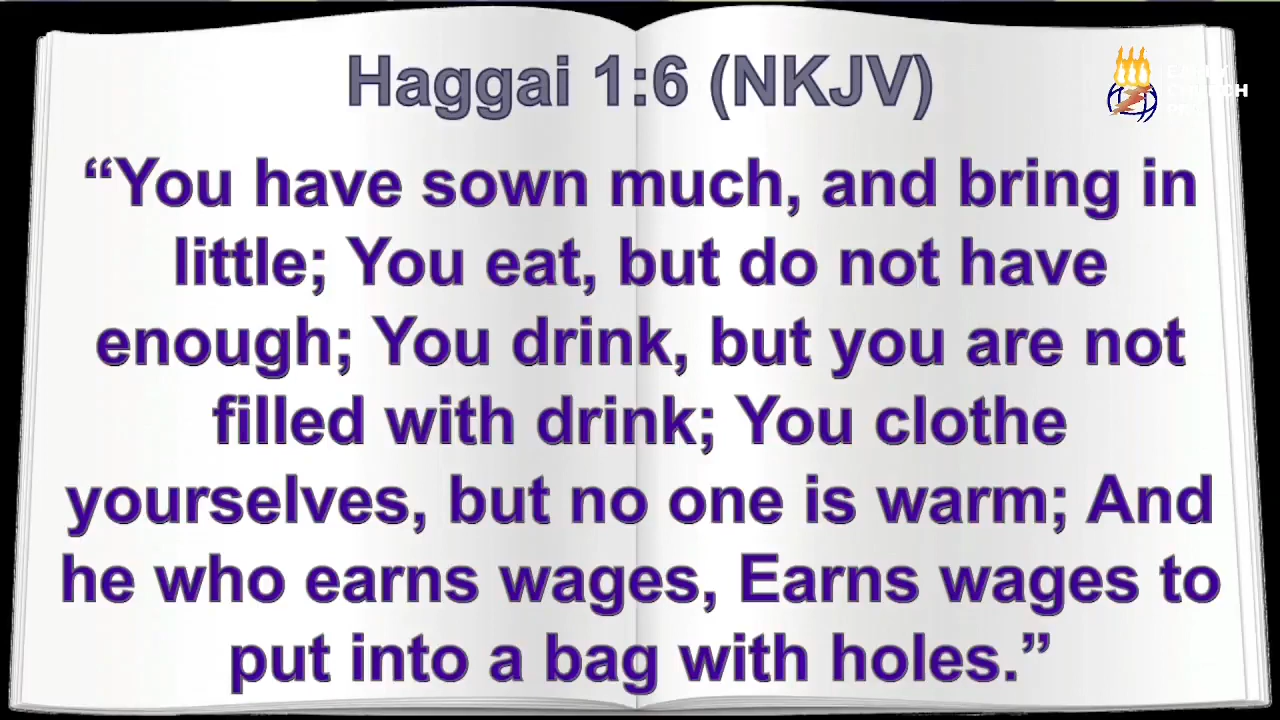 Haggai 1:6 (NKJV)
“You have sown much, and bring in
little; You eat, but do not have
enough; You drink, but you are not
filled with drink; You clothe
yourselves, but no one is warm; And
he who earns wages, Earns wages to
put into a bag with holes.”
CHURCH